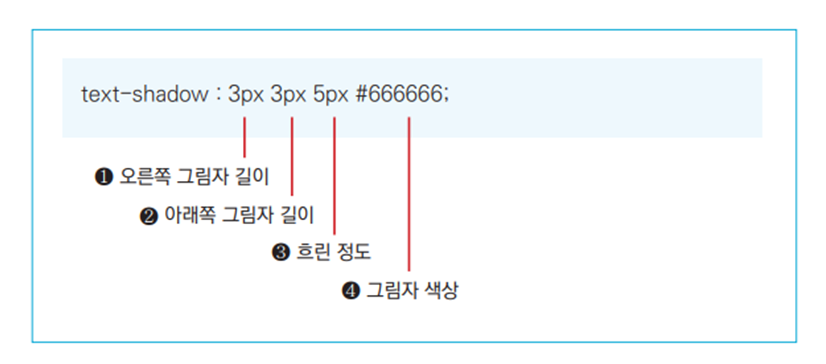 text-shadow : 3px 3px 5px #666666;
❶ 오른쪽 그림자 길이
❷ 아래쪽 그림자 길이
❸ 흐린 정도
❹ 그림자 색상